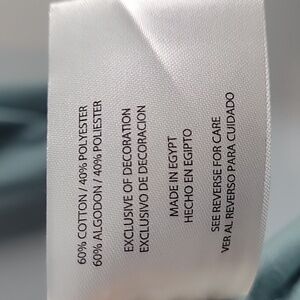 60% COTTON / 40% POLYESTER
60% ALGODON / 40% POLIESTER
EXCLUSIVE OF DECORATION
EXCLUSIVO DE DECORACION
MADE IN EGYPT
HECHO EN EGIPTO
SEE REVERSE FOR CARE
VER AL REVERSO PARA CUIDADO